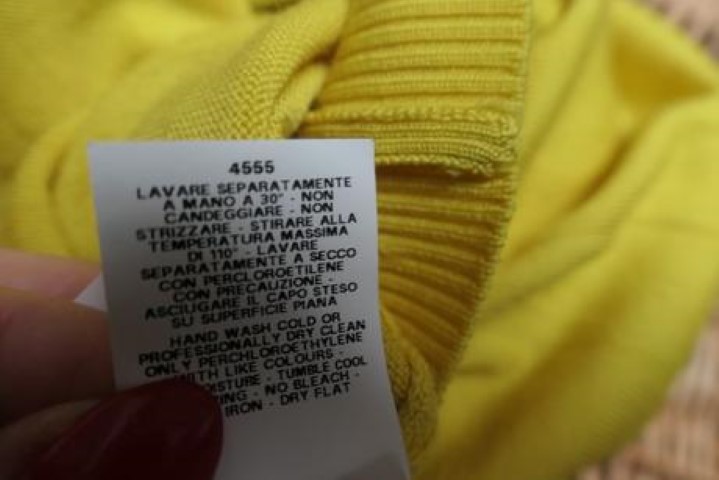 4555
LAVARE SEPARATAMENTE
A MANO A 30° - NON
CANDEGGIARE - NON
STRIZZARE - STIRARE ALLA
TEMPERATURA MASSIMA
DI 110° - LAVARE
SEPARATAMENTE A SECCO
CON PERCLOROETILENE
CON PRECAUZIONE -
ASCIUGARE IL CAPO STESO
SU SUPERFICIE PIANA
HAND WASH COLD OR
PROFESSIONALLY DRY CLEAN
ONLY PERCHLOROETHYLENE
WITH LIKE COLOURS -
- TUMBLE COOL
- NO BLEACH -
IRON - DRY FLAT